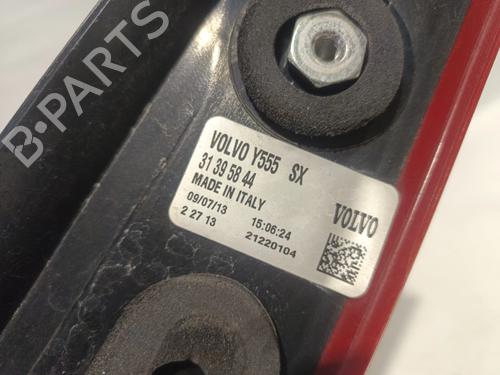 VOLVO Y555 SX
31 39 58 44
MADE IN ITALY
09/07/13 15:06:24
2 27 13 21220104
VOLVO
B-PARTS